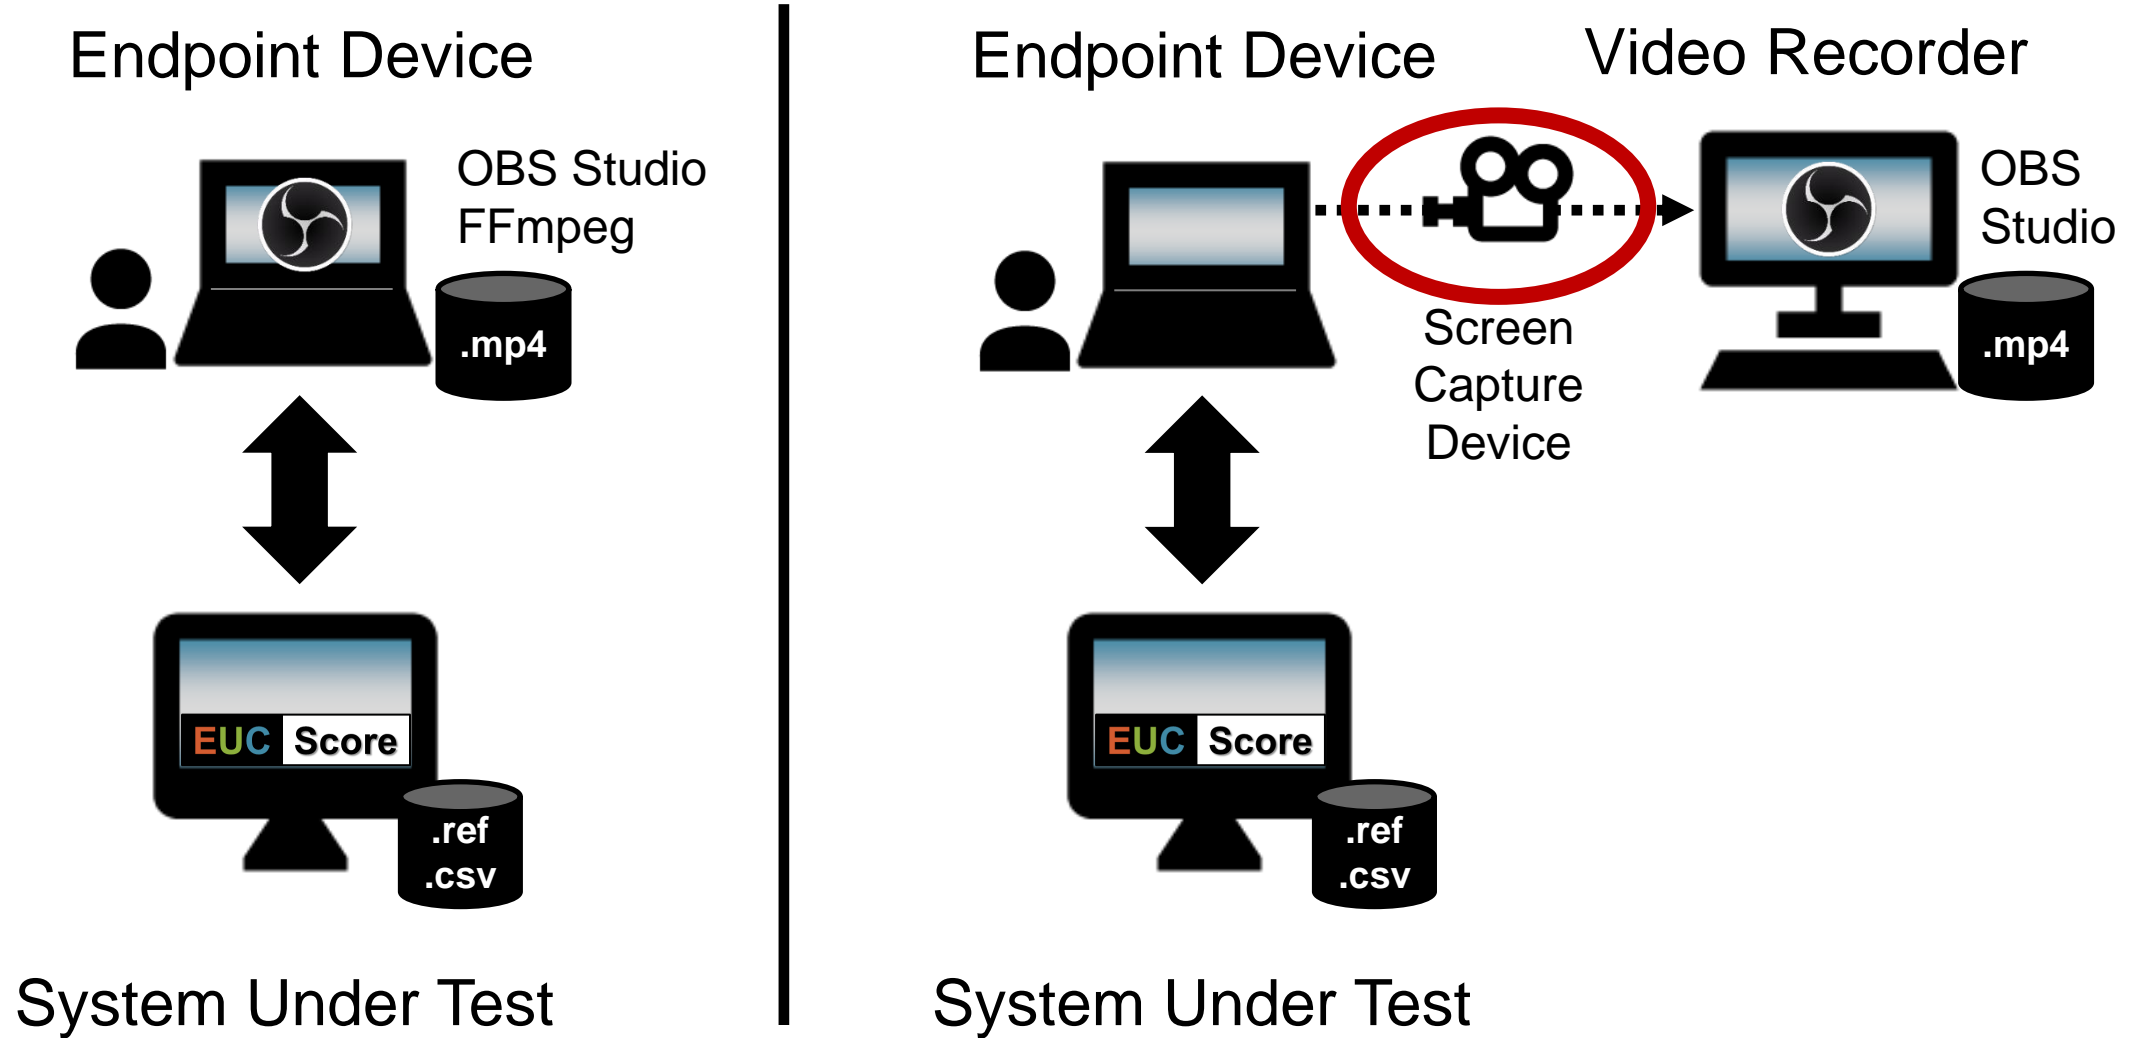 Endpoint Device
OBS Studio
FFmpeg
.mp4
EUC Score
.ref
.csv
System Under Test
Endpoint Device
Video Recorder
Screen
Capture
Device
OBS
Studio
.mp4
EUC Score
.ref
.csv
System Under Test